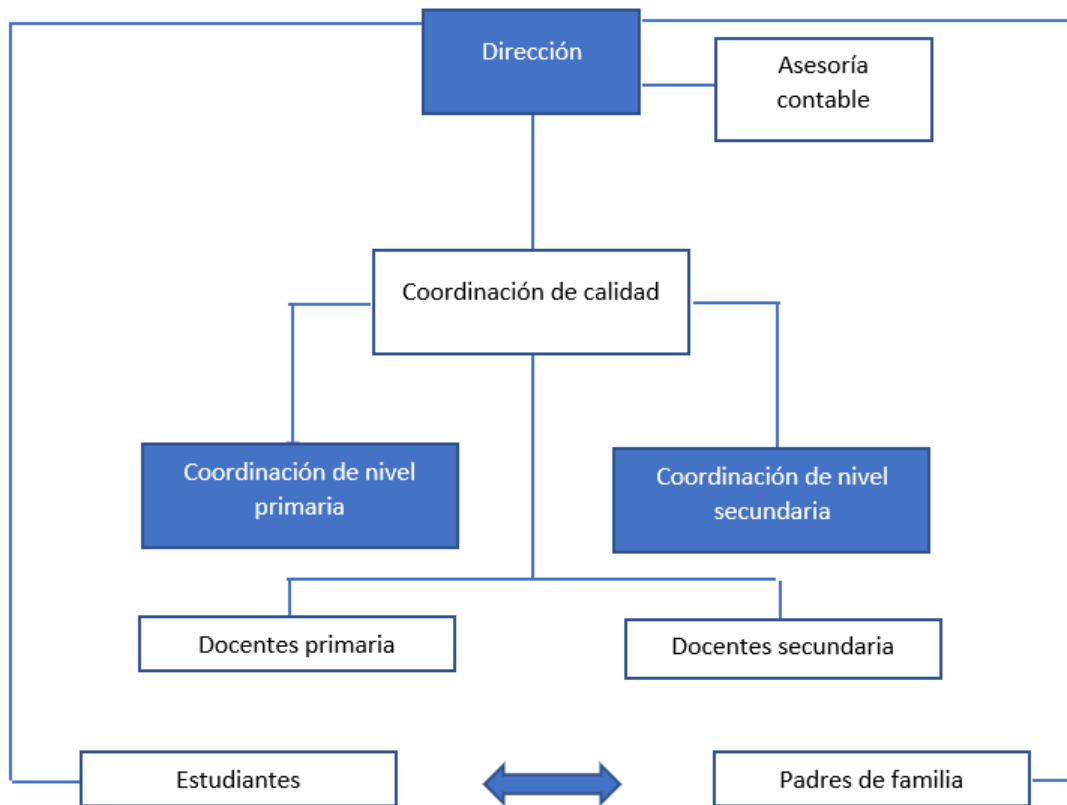 Dirección
Asesoría
contable
Coordinación de calidad
Coordinación de nivel
primaria
Coordinación de nivel
secundaria
Docentes primaria
Docentes secundaria
Estudiantes
Padres de familia